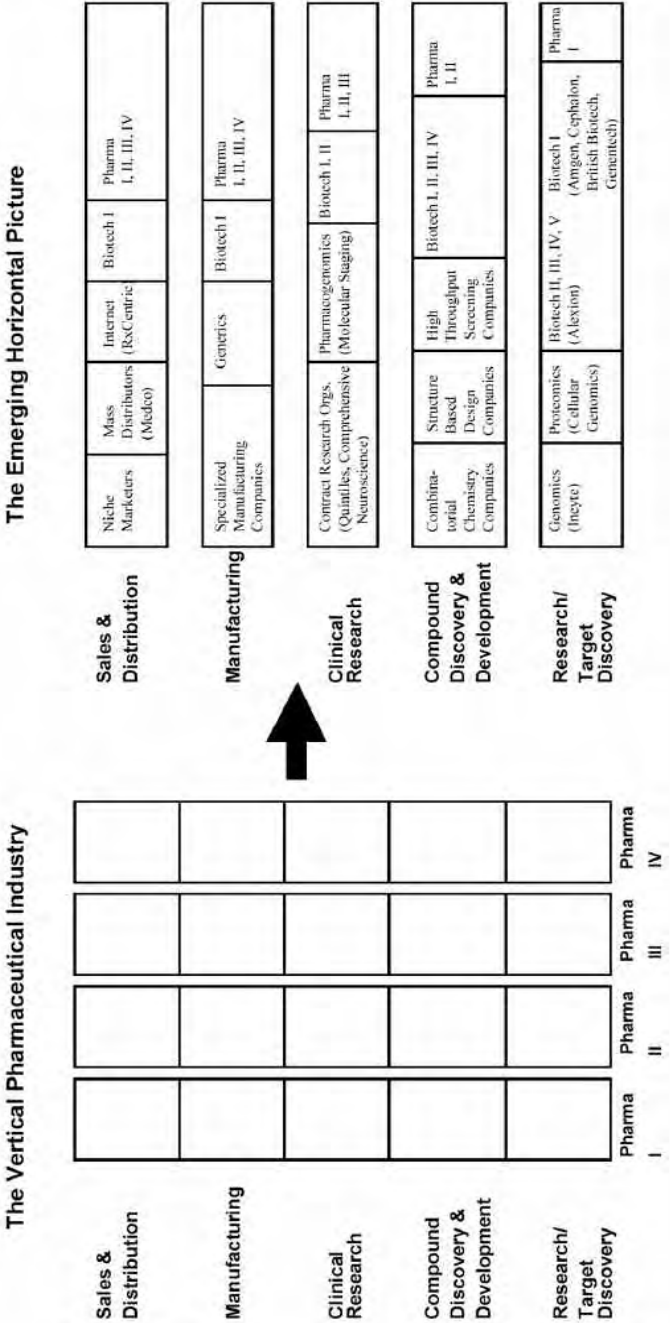 The Vertical Pharmaceutical Industry
Sales &
Distribution
Manufacturing
Clinical
Research
Compound
Discovery &
Development
Research/
Target
Discovery
Pharma
I
Pharma
II
Pharma
III
Pharma
IV
The Emerging Horizontal Picture
Sales &
Distribution
Niche
Marketers
Mass
Distributors
(Medco)
Internet
(RxCentric)
Biotech I
Pharma
I, II, III, IV
Manufacturing
Specialized
Manufacturing
Companies
Generics
Biotech I
Pharma
I, II, III, IV
Clinical
Research
Contract Research Orgs.
(Quintiles, Comprehensive
Neuroscience)
Pharmacogenomics
(Molecular Staging)
Biotech I, II
Pharma
I, II, III
Compound
Discovery &
Development
Combina-
torial
Chemistry
Companies
Structure
Based
Design
Companies
High
Throughput
Screening
Companies
Biotech I, II, III, IV
Pharma
I, II
Research/
Target
Discovery
Genomics
(Incyte)
Proteomics
(Cellular
Genomics)
Biotech II, III, IV, V
(Alexion)
Biotech I
(Amgen, Cephalon,
British Biotech,
Genentech)
Pharma
I